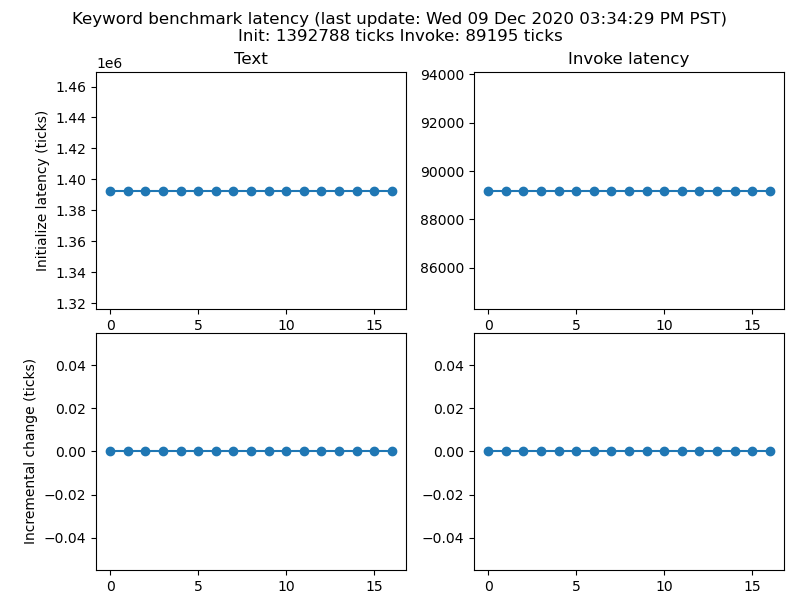 Keyword benchmark latency (last update: Wed 09 Dec 2020 03:34:29 PM PST)
Init: 1392788 ticks Invoke: 89195 ticks
Text
Invoke latency
1e6
Initialize latency (ticks)
1.46
1.44
1.42
1.40
1.38
1.36
1.34
1.32
0 5 10 15
94000
92000
90000
88000
86000
0 5 10 15
Incremental change (ticks)
0.04
0.02
0.00
−0.02
−0.04
0 5 10 15
0.04
0.02
0.00
−0.02
−0.04
0 5 10 15